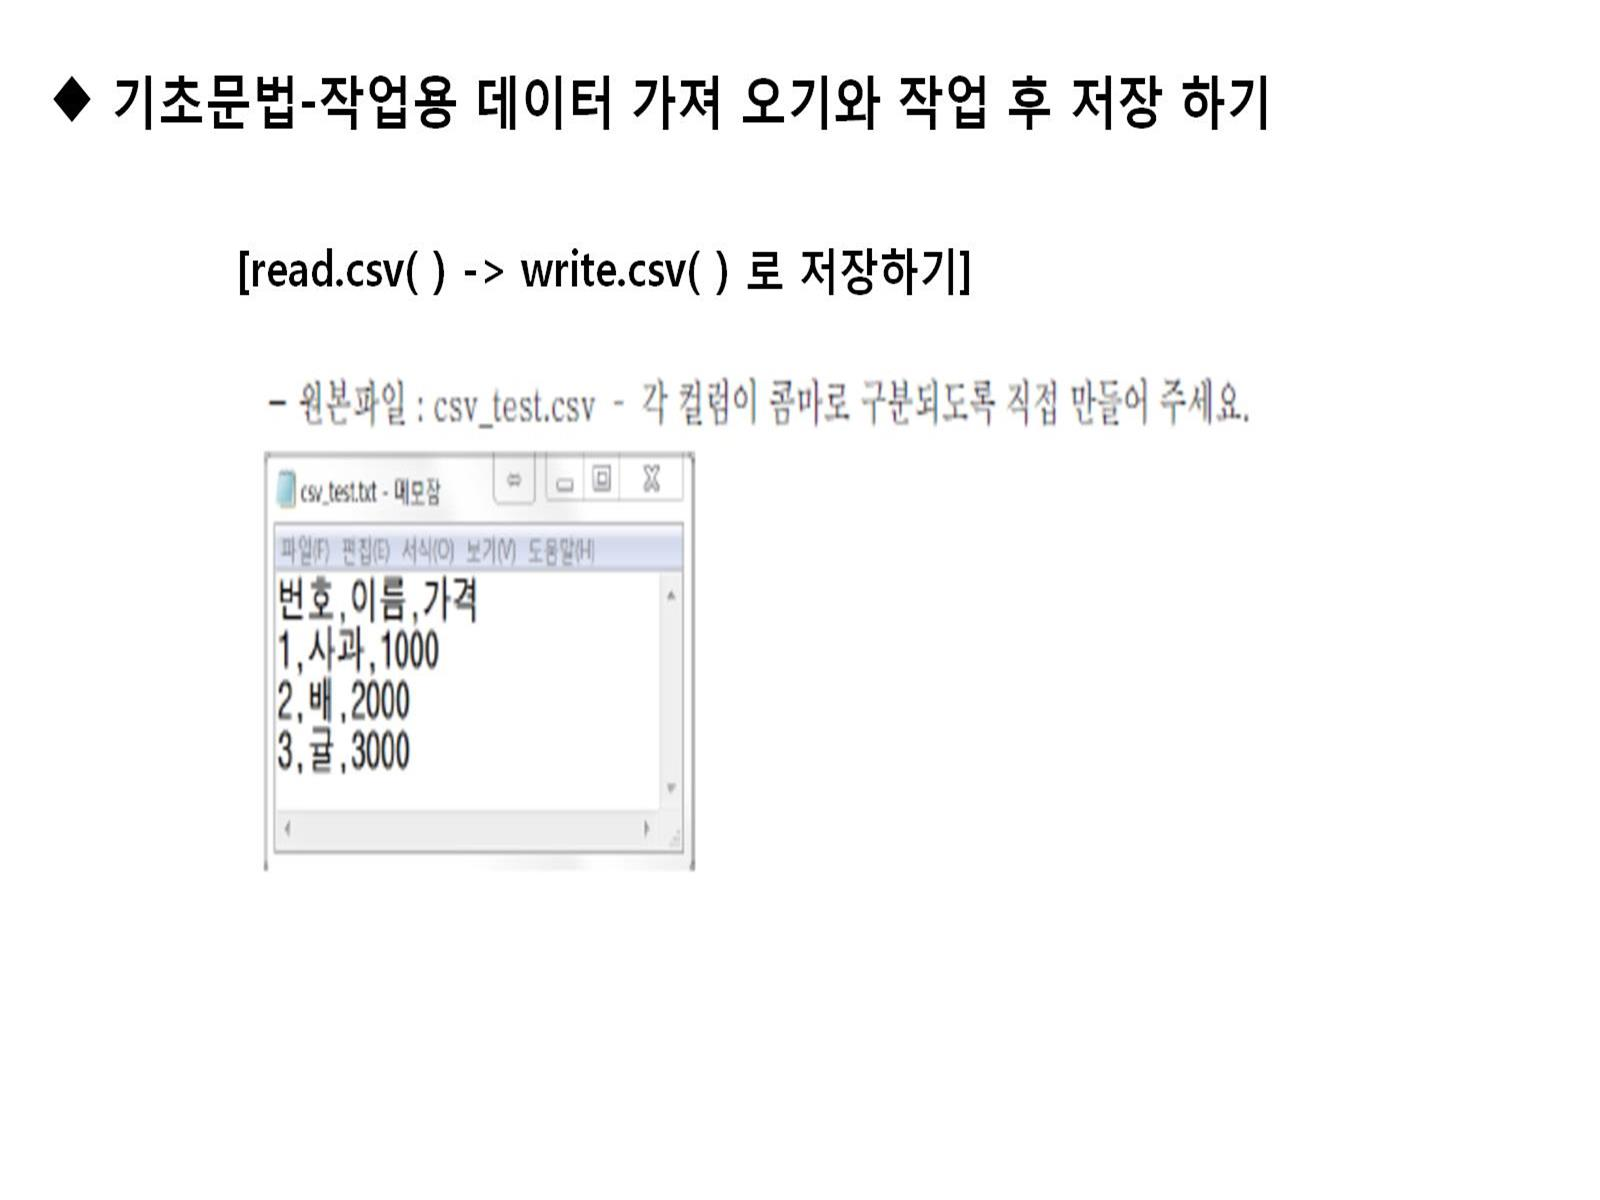 ◆ 기초문법-작업용 데이터 가져 오기와 작업 후 저장 하기
[read.csv( ) -> write.csv( ) 로 저장하기]
- 원본파일 : csv_test.csv - 각 컬럼이 콤마로 구분되도록 직접 만들어 주세요.
csv_test.txt - 메모장
파일(F) 편집(E) 서식(O) 보기(V) 도움말(H)
번호,이름,가격
1,사과,1000
2,배,2000
3,귤,3000